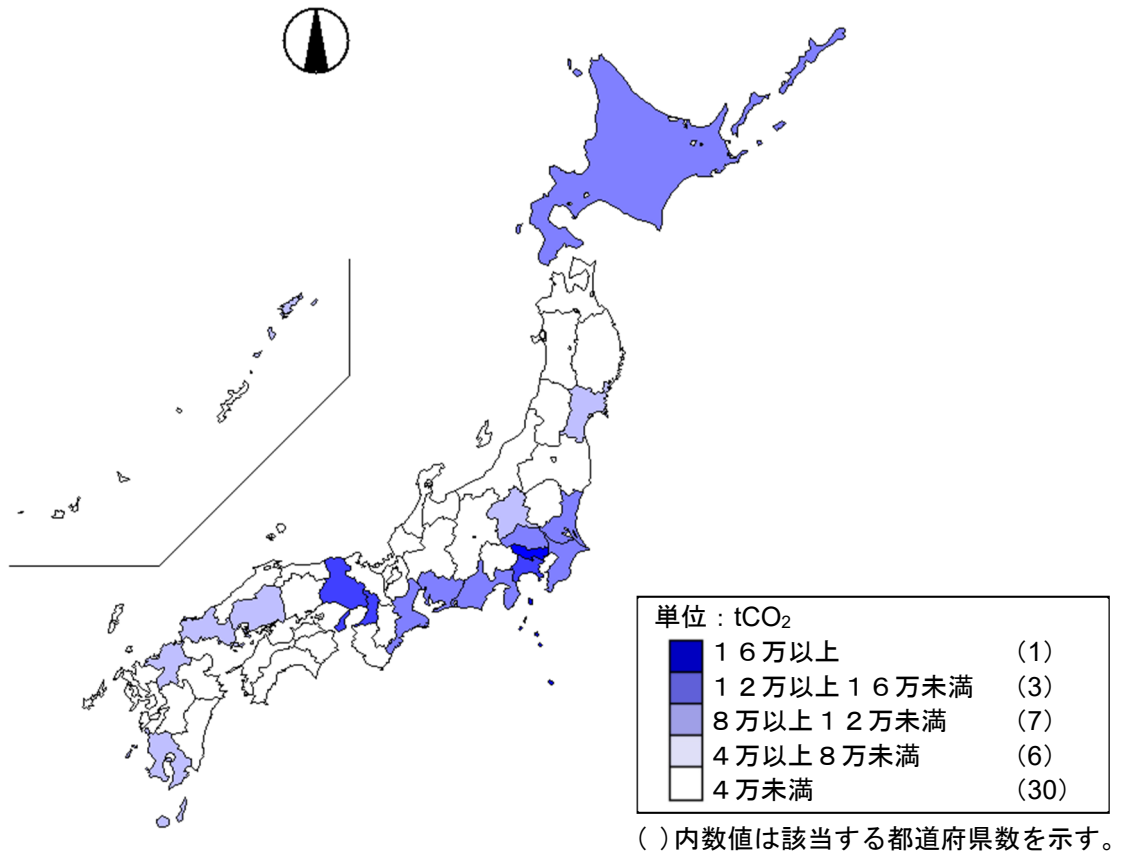 単位：tCO₂
１６万以上 （1）
１２万以上１６万未満 （3）
８万以上１２万未満 （7）
４万以上８万未満 （6）
４万未満 （30）
( )内数値は該当する都道府県数を示す。